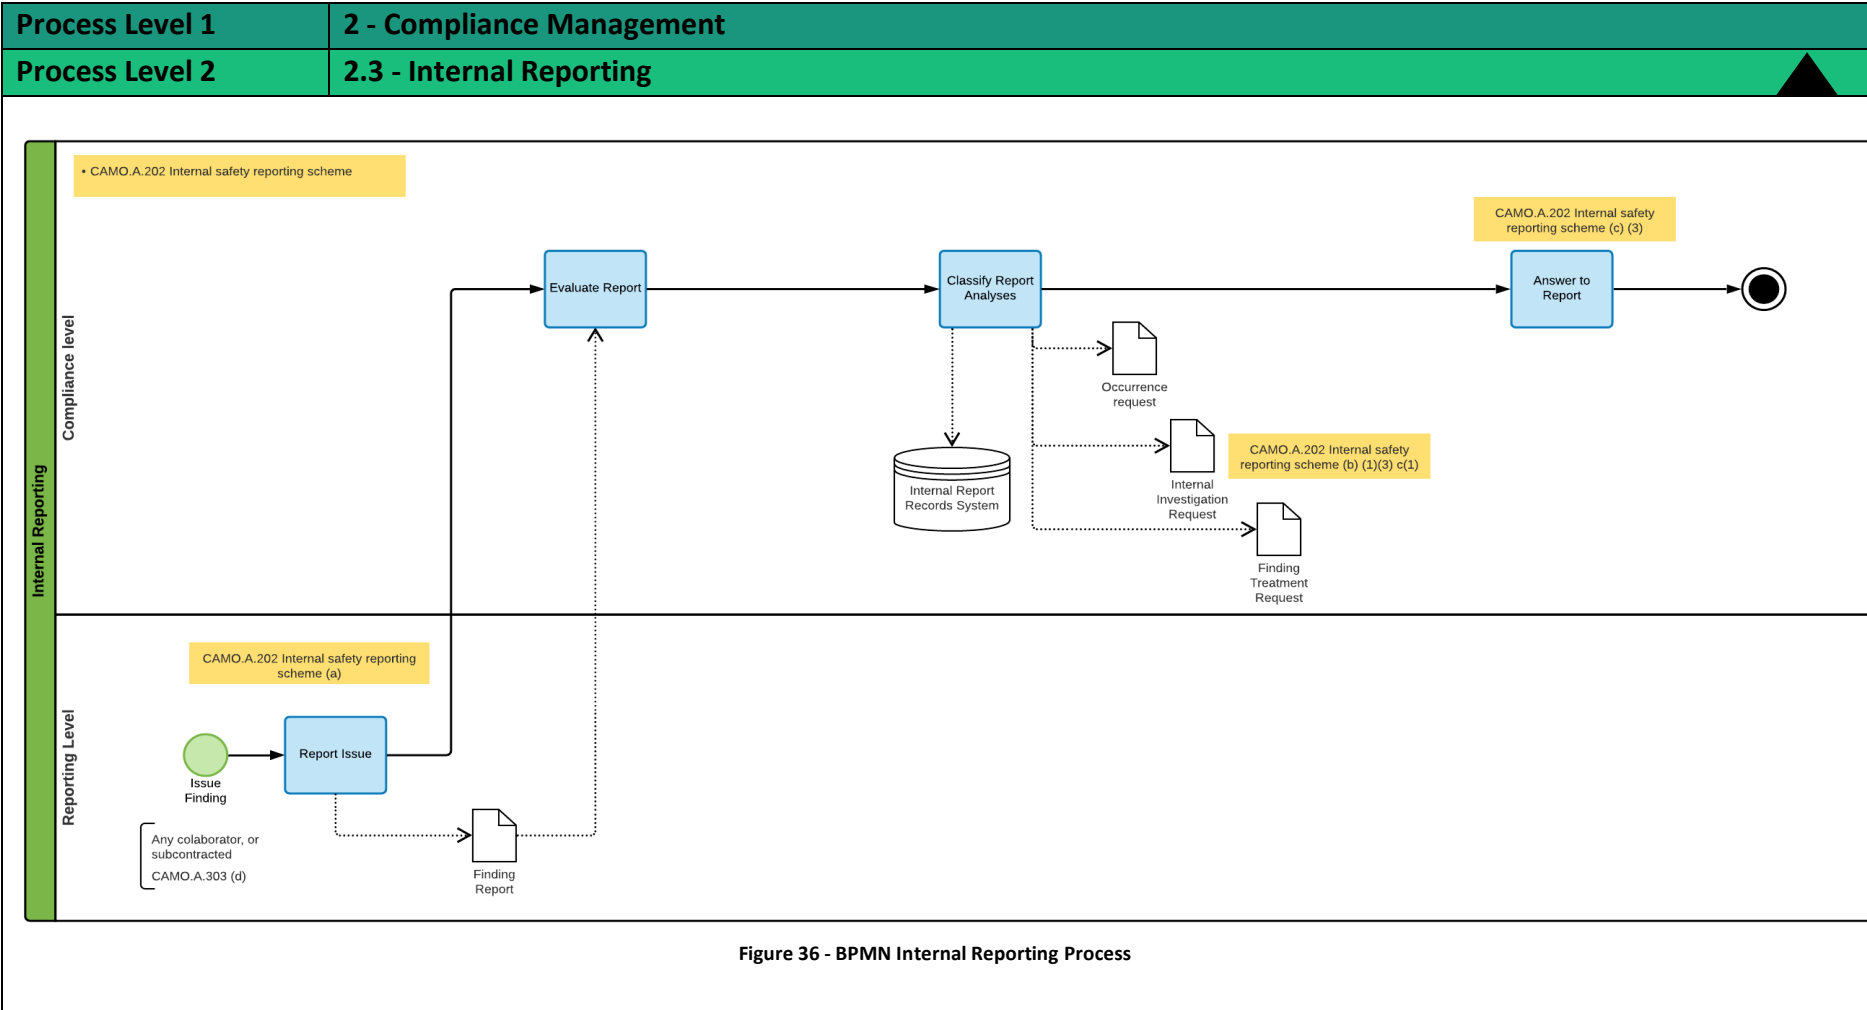 Process Level 1
2 - Compliance Management
Process Level 2
2.3 - Internal Reporting
Internal Reporting
Compliance level
• CAMO.A.202 Internal safety reporting scheme
Evaluate Report
Classify Report
Analyses
CAMO.A.202 Internal safety
reporting scheme (c) (3)
Answer to
Report
Occurrence
request
Internal Report
Records System
Internal
Investigation
Request
CAMO.A.202 Internal safety
reporting scheme (b) (1)(3) c(1)
Finding
Treatment
Request
Reporting Level
CAMO.A.202 Internal safety reporting
scheme (a)
Issue
Finding
Report Issue
Any colaborator, or
subcontracted
CAMO.A.303 (d)
Finding
Report
Figure 36 - BPMN Internal Reporting Process